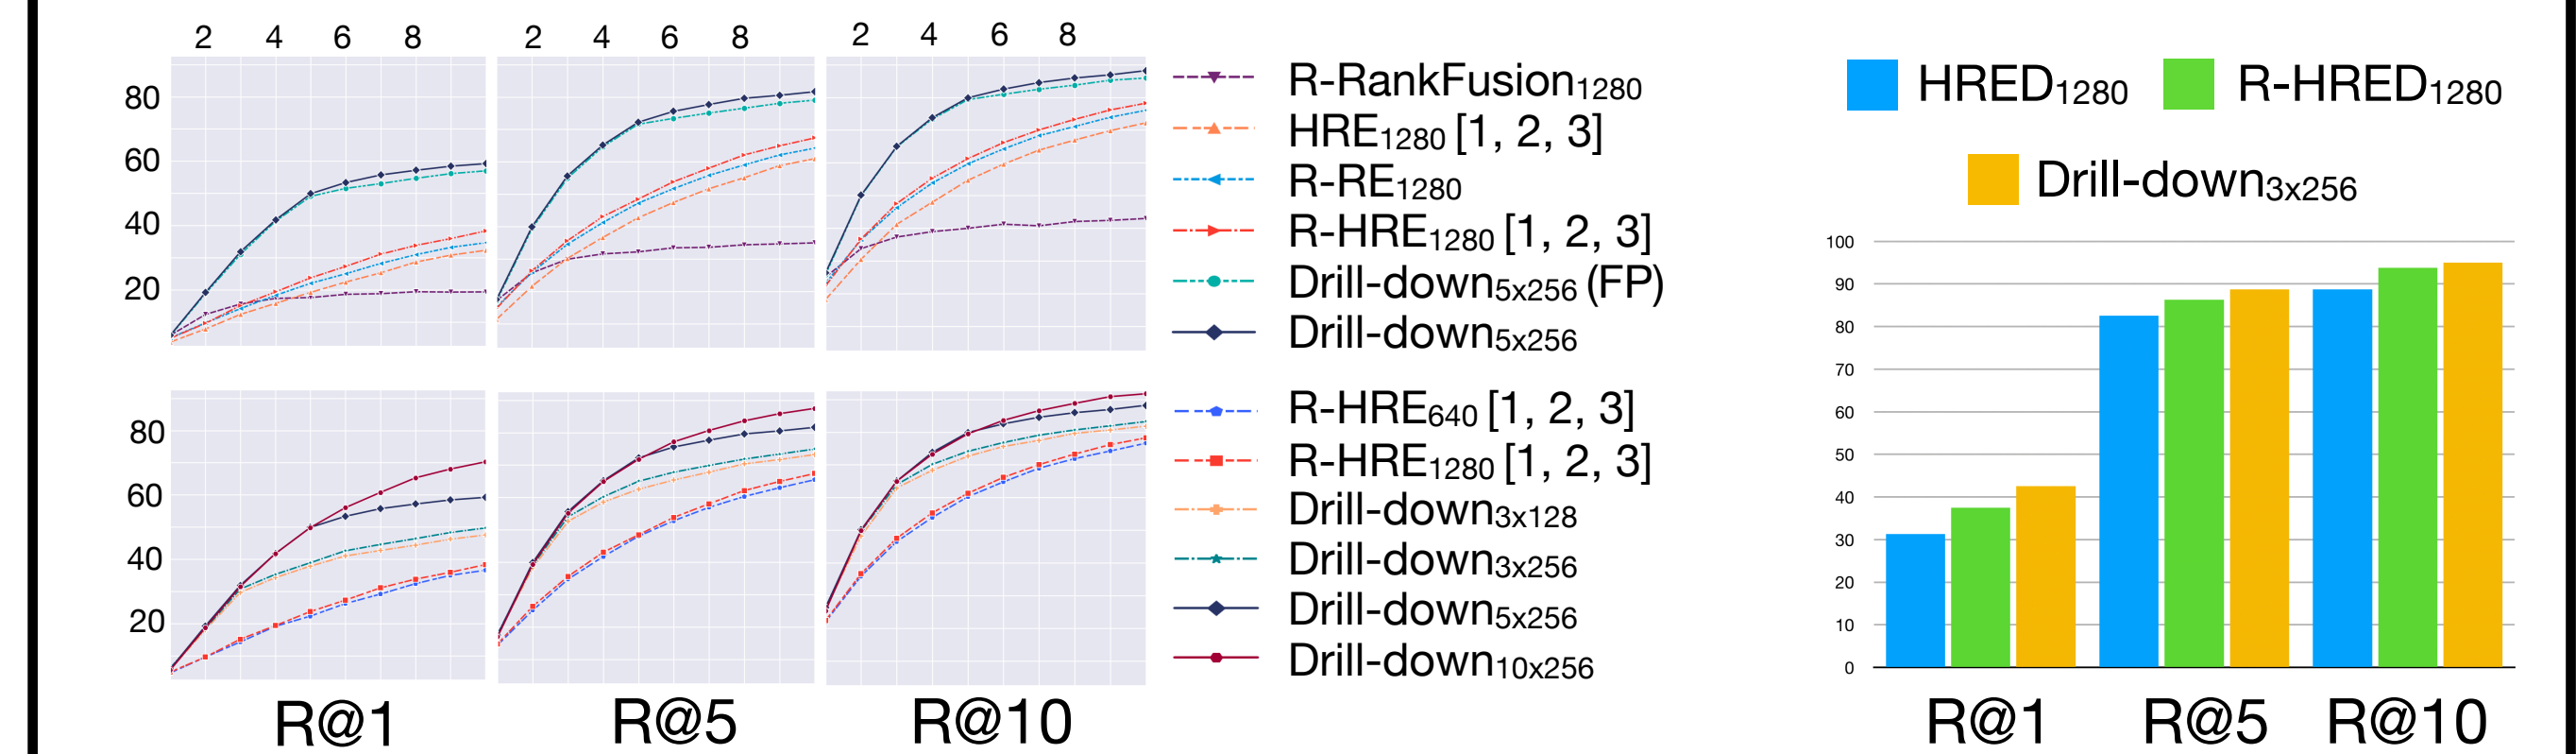 2 4 6 8 2 4 6 8 2 4 6 8
80
60
40
20
R-RankFusion1280
HRE1280 [1, 2, 3]
R-RE1280
R-HRE1280 [1, 2, 3]
Drill-down5x256 (FP)
Drill-down5x256
80
60
40
20
R-HRE640 [1, 2, 3]
R-HRE1280 [1, 2, 3]
Drill-down3x128
Drill-down3x256
Drill-down5x256
Drill-down10x256
R@1 R@5 R@10
HRED1280 R-HRED1280
Drill-down3x256
100
90
80
70
60
50
40
30
20
10
0
R@1 R@5 R@10